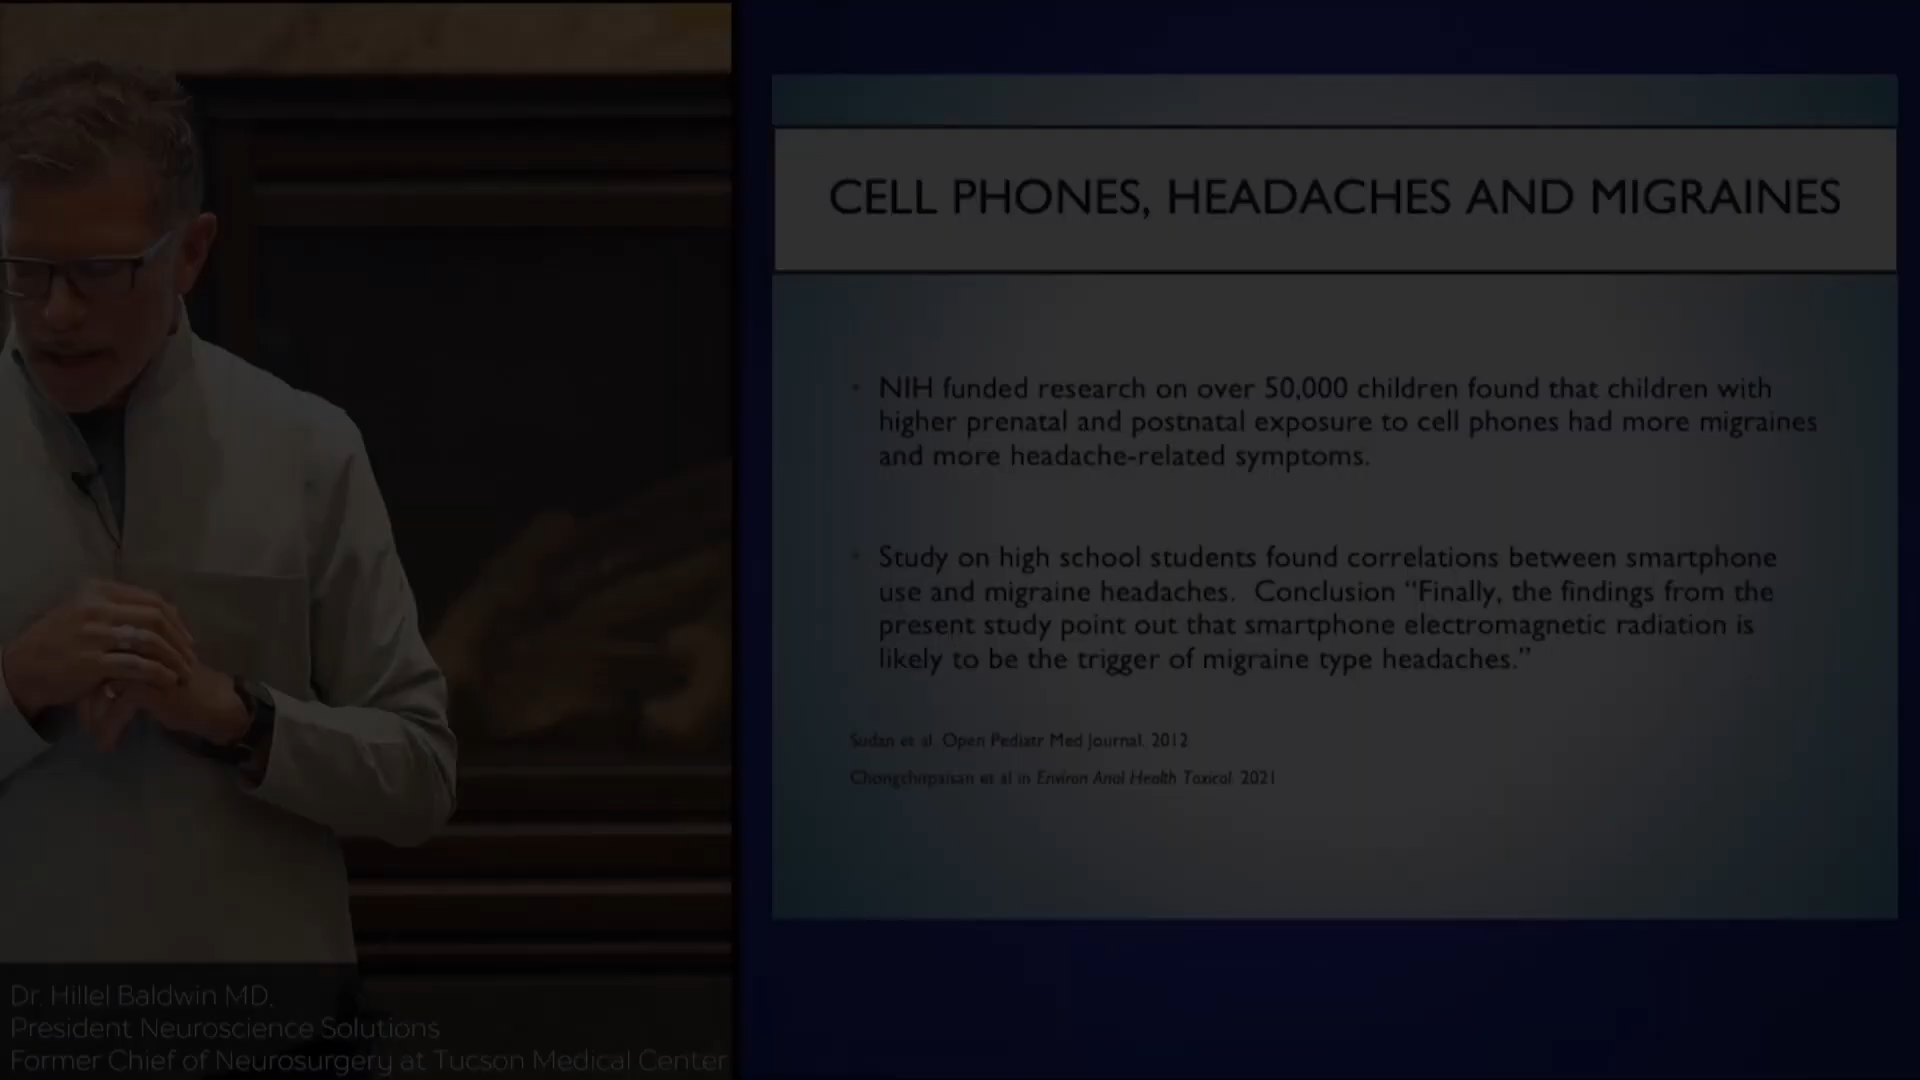 CELL PHONES, HEADACHES AND MIGRAINES
NIH funded research on over 50,000 children found that children with
higher prenatal and postnatal exposure to cell phones had more migraines
and more headache-related symptoms.
Study on high school students found correlations between smartphone
use and migraine headaches. Conclusion “Finally, the findings from the
present study point out that smartphone electromagnetic radiation is
likely to be the trigger of migraine type headaches.”
Sudan et al. Open Pediatr Med Journal. 2012
Chongchitpaisan et al in Environ Anal Health Toxicol. 2021
Dr. Hillel Baldwin MD,
President Neuroscience Solutions
Former Chief of Neurosurgery at Tucson Medical Center